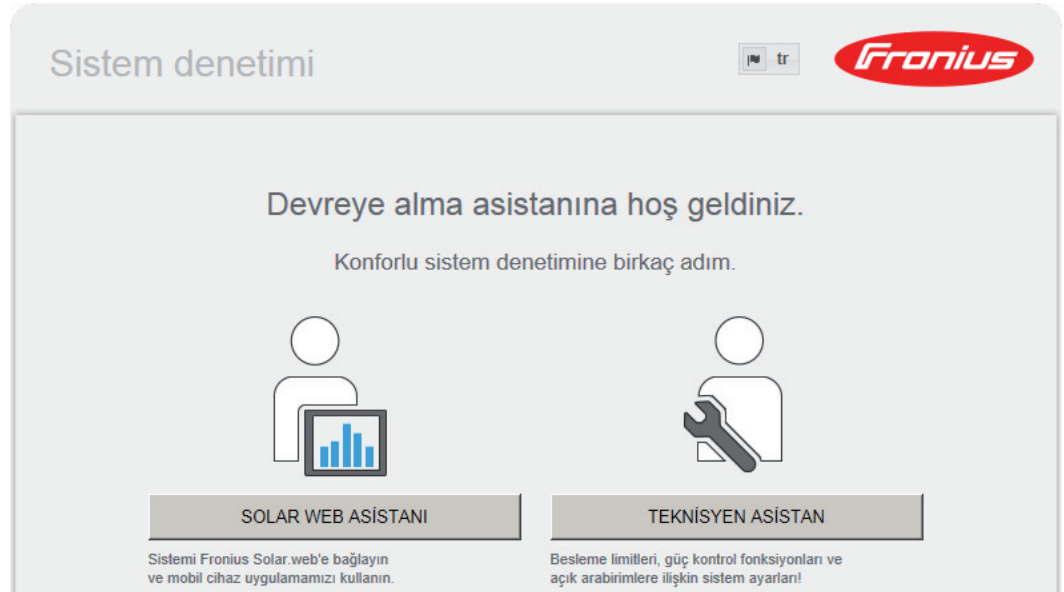 Sistem denetimi
tr
Fronius
Devreye alma asistanına hoş geldiniz.
Konforlu sistem denetimine birkaç adım.
SOLAR WEB ASİSTANI
TEKNİSYEN ASİSTAN
Sistemi Fronius Solar.web'e bağlayın
ve mobil cihaz uygulamamızı kullanın.
Besleme limitleri, güç kontrol fonksiyonları ve
açık arabirimlere ilişkin sistem ayarları!